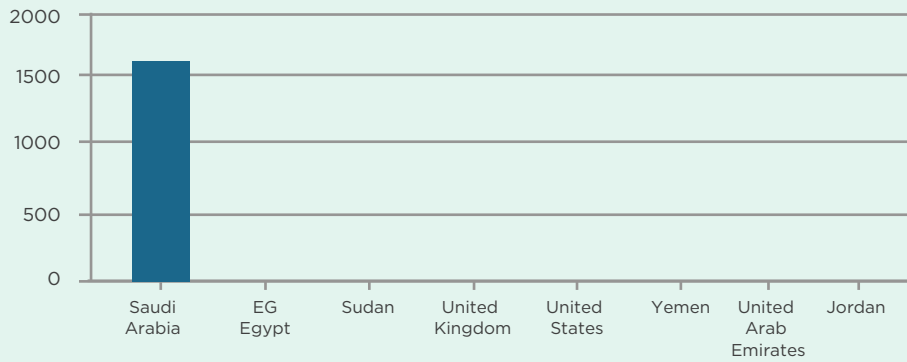 2000
1500
1000
500
0
Saudi
Arabia
EG
Egypt
Sudan
United
Kingdom
United
States
Yemen
United
Arab
Emirates
Jordan